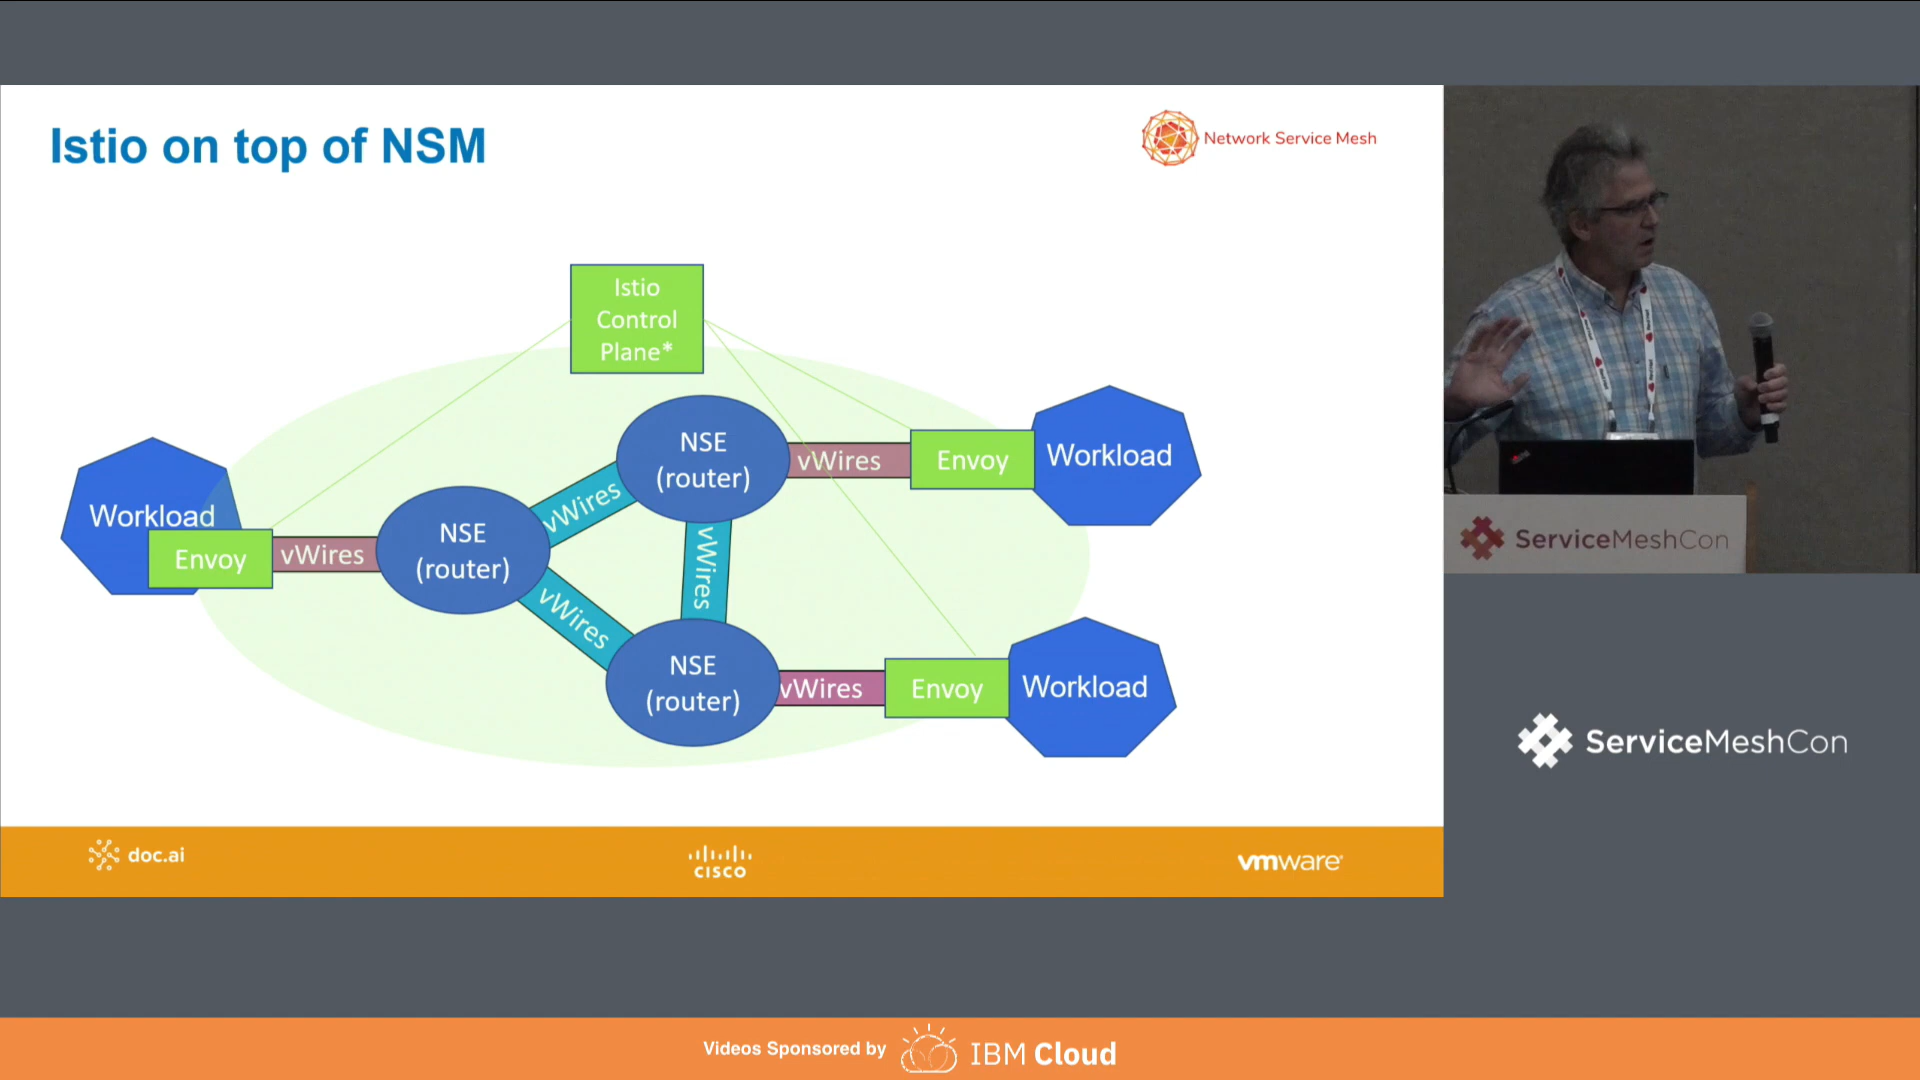 Istio on top of NSM
Network Service Mesh
Istio
Control
Plane*
NSE
(router)
vWires
Envoy
Workload
Workload
Envoy
vWires
NSE
(router)
vWires
vWires
vWires
NSE
(router)
vWires
Envoy
Workload
doc.ai
CISCO
vmware
ServiceMeshCon
ServiceMeshCon
Videos Sponsored by
IBM Cloud